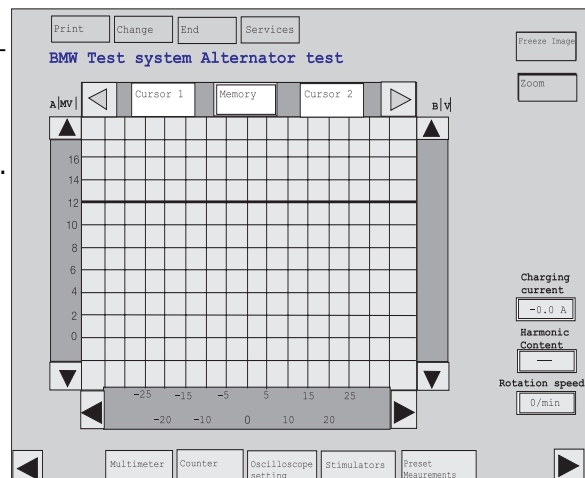 Print Change End Services
BMW Test system Alternator test
Freeze Image
Zoom
A MV Cursor 1 Memory Cursor 2 B V
16
14
12
10
8
6
4
2
0
-25 -15 -5 5 15 25
-20 -10 0 10 20
Charging
current
-0.0 A
Harmonic
Content
—
Rotation speed
0/min
Multimeter Counter Oscilloscope Stimulators Preset
setting Meaurements